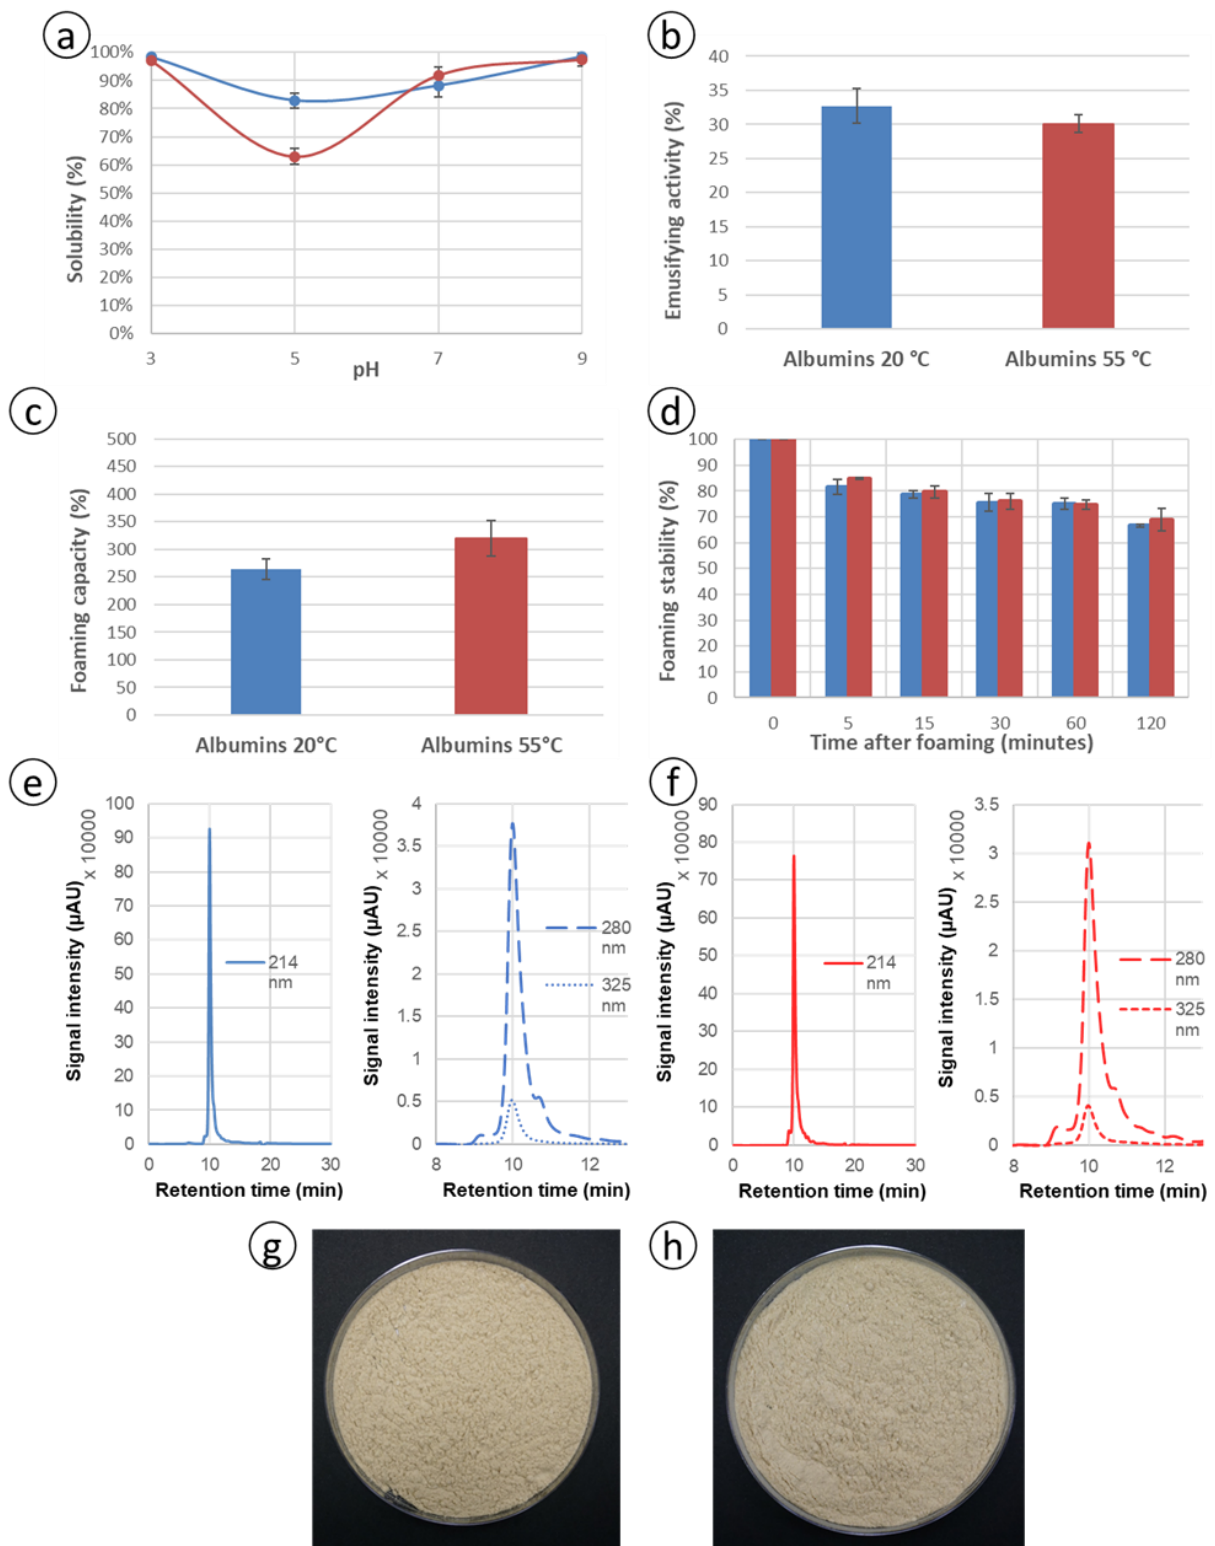 a
100%
90%
80%
70%
60%
50%
40%
30%
20%
10%
0%
Solubility (%)
3 5 7 9
pH
b
40
35
30
25
20
15
10
5
0
Emusifying activity (%)
Albumins 20 °C Albumins 55 °C
c
500
450
400
350
300
250
200
150
100
50
0
Foaming capacity (%)
Albumins 20°C Albumins 55°C
d
100
90
80
70
60
50
40
30
20
10
0
Foaming stability (%)
0 5 15 30 60 120
Time after foaming (minutes)
e
100
90
80
70
60
50
40
30
20
10
0
Signal intensity (µAU)
x 10000
214
nm
0 10 20 30
Retention time (min)
4
3.5
3
2.5
2
1.5
1
0.5
0
Signal intensity (µAU)
x 10000
280
nm
325
nm
8 10 12
Retention time (min)
f
90
80
70
60
50
40
30
20
10
0
Signal intensity (µAU)
x 10000
214
nm
0 10 20 30
Retention time (min)
3.5
3
2.5
2
1.5
1
0.5
0
Signal intensity (µAU)
x 10000
280
nm
325
nm
8 10 12
Retention time (min)
g
h